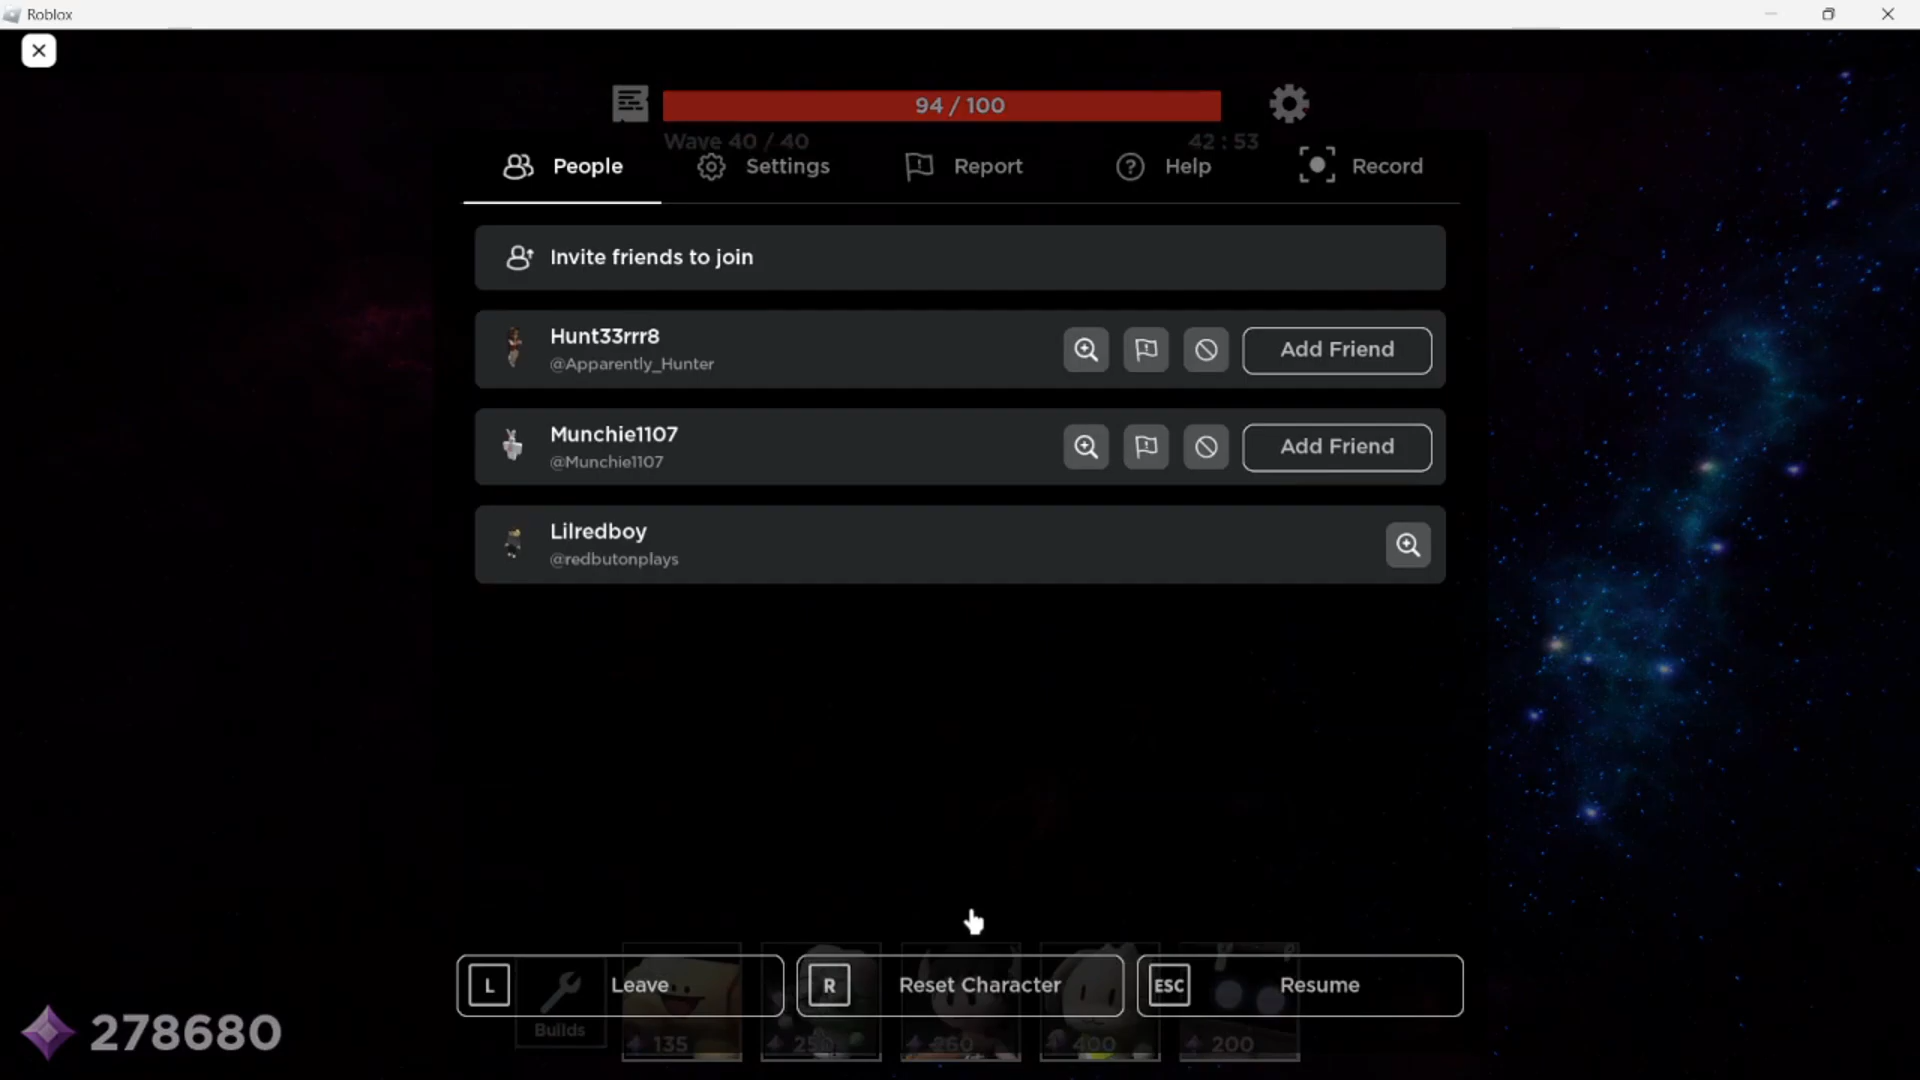 Roblox
94 / 100
Wave 40 / 40
42 : 53
People
Settings
Report
Help
Record
Invite friends to join
Hunt33rrr8
@Apparently_Hunter
Add Friend
Munchie1107
@Munchie1107
Add Friend
Lilredboy
@redbutonplays
L
Leave
R
Reset Character
ESC
Resume
Builds
278680
135
260
400
200